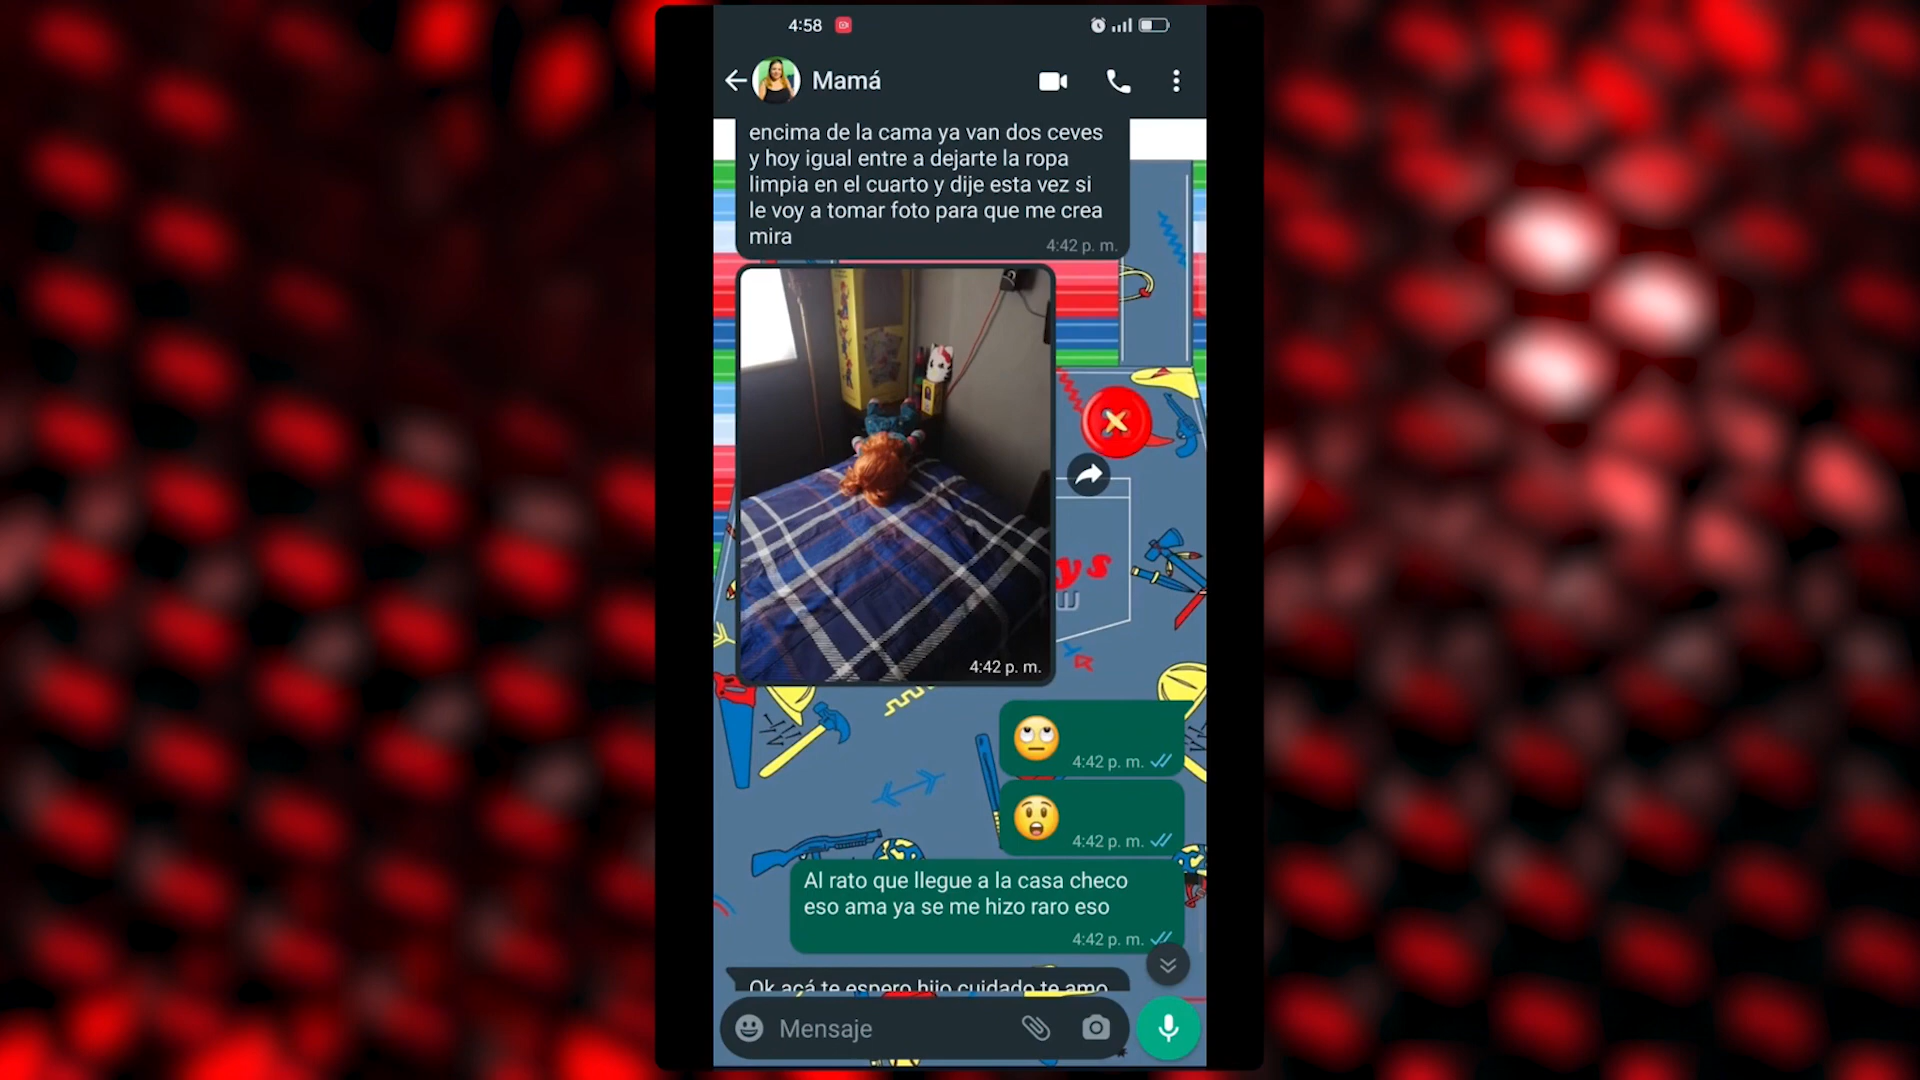 4:58
Mamá
encima de la cama ya van dos ceves
y hoy igual entre a dejarte la ropa
limpia en el cuarto y dije esta vez si
le voy a tomar foto para que me crea
mira
4:42 p. m.
4:42 p. m.
ys
4:42 p. m.
4:42 p. m.
Al rato que llegue a la casa checo
eso ama ya se me hizo raro eso
4:42 p. m.
Ok acá te espero hijo cuidado te amo
Mensaje